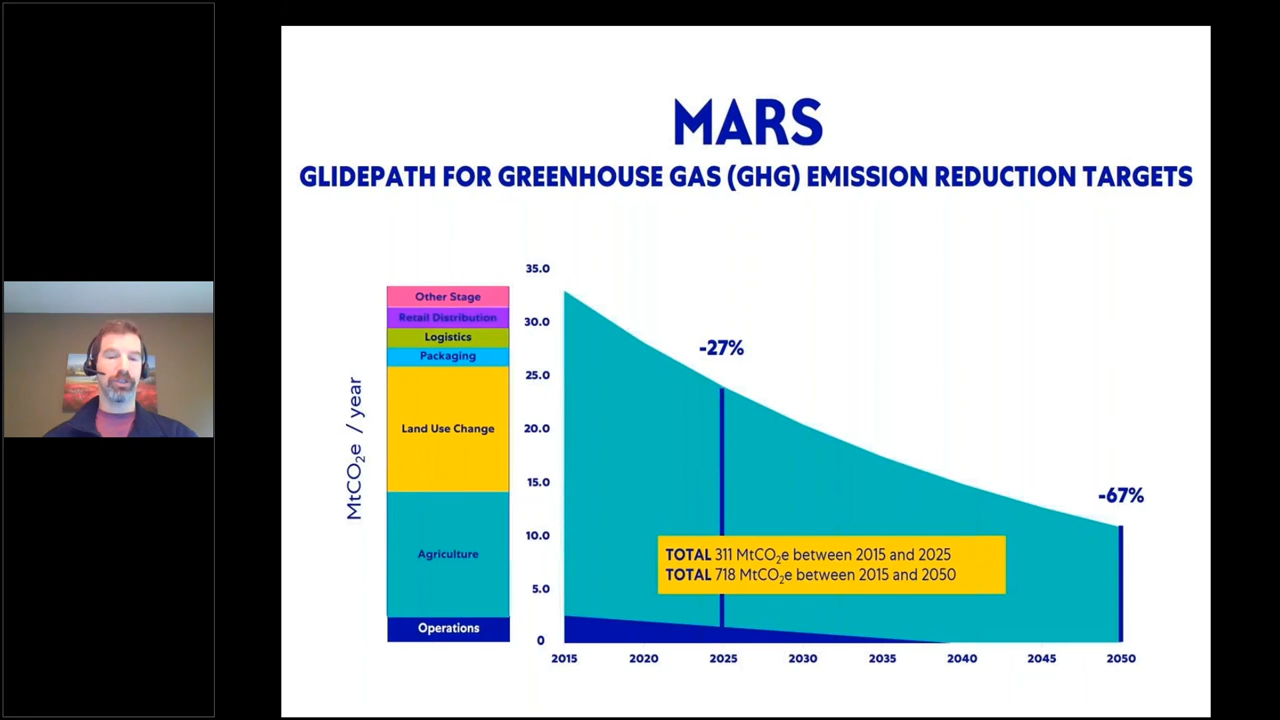 MARS
GLIDEPATH FOR GREENHOUSE GAS (GHG) EMISSION REDUCTION TARGETS
MtCO₂e / year
Other Stage
Retail Distribution
Logistics
Packaging
Land Use Change
Agriculture
Operations
35.0
30.0
25.0
20.0
15.0
10.0
5.0
0
-27%
-67%
TOTAL 311 MtCO₂e between 2015 and 2025
TOTAL 718 MtCO₂e between 2015 and 2050
2015 2020 2025 2030 2035 2040 2045 2050